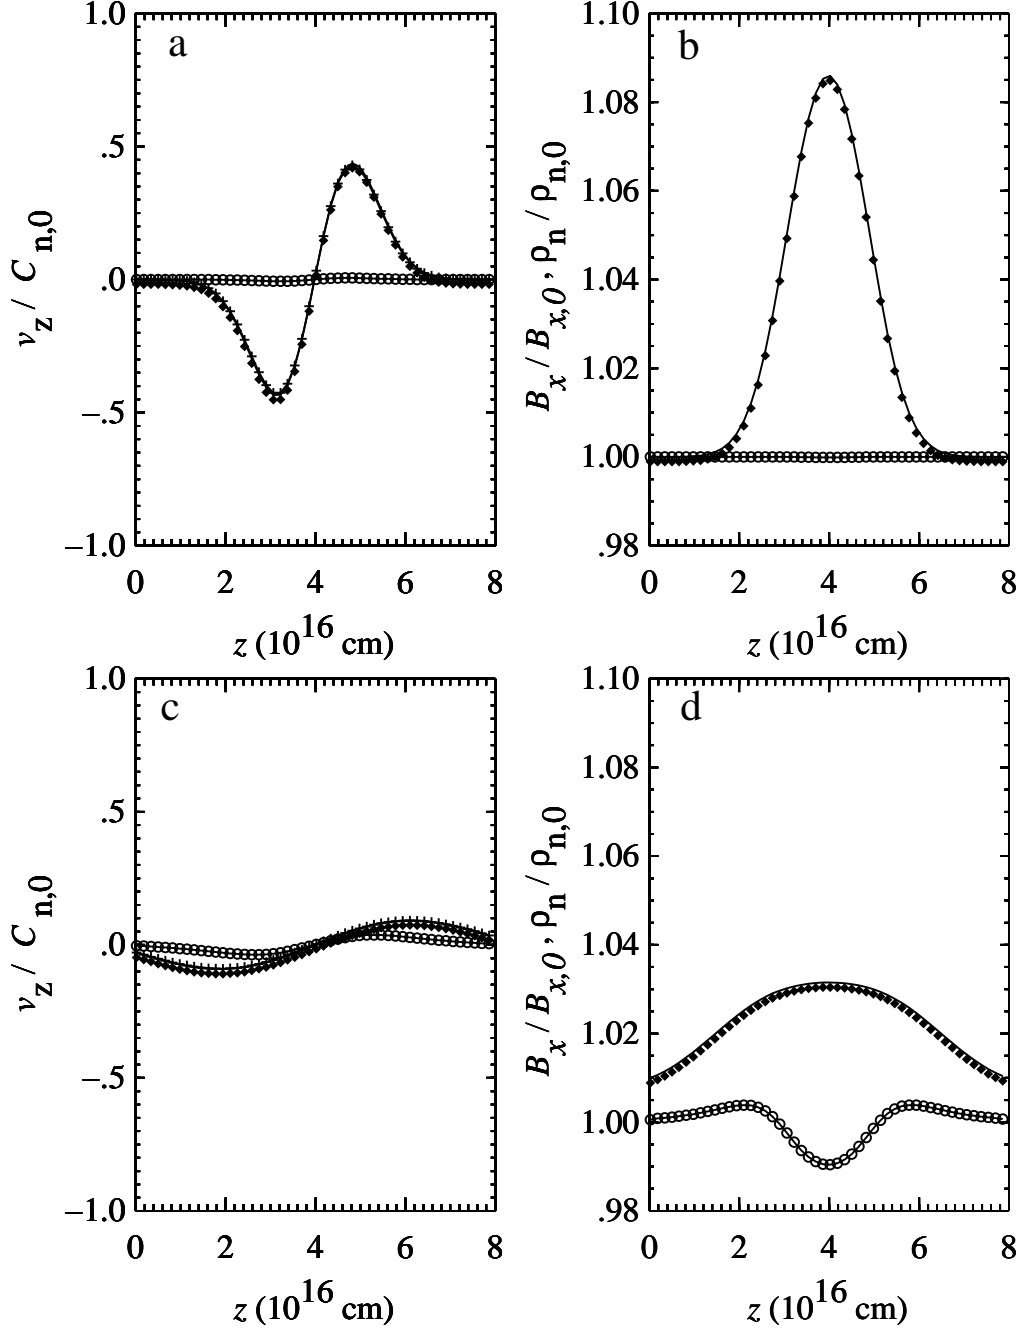 a
1.0
.5
.0
–.5
–1.0
v_z / C_n,0
0 2 4 6 8
z (10^16 cm)
b
1.10
1.08
1.06
1.04
1.02
1.00
.98
B_x / B_x,0 , ρ_n / ρ_n,0
0 2 4 6 8
z (10^16 cm)
c
1.0
.5
.0
–.5
–1.0
v_z / C_n,0
0 2 4 6 8
z (10^16 cm)
d
1.10
1.08
1.06
1.04
1.02
1.00
.98
B_x / B_x,0 , ρ_n / ρ_n,0
0 2 4 6 8
z (10^16 cm)